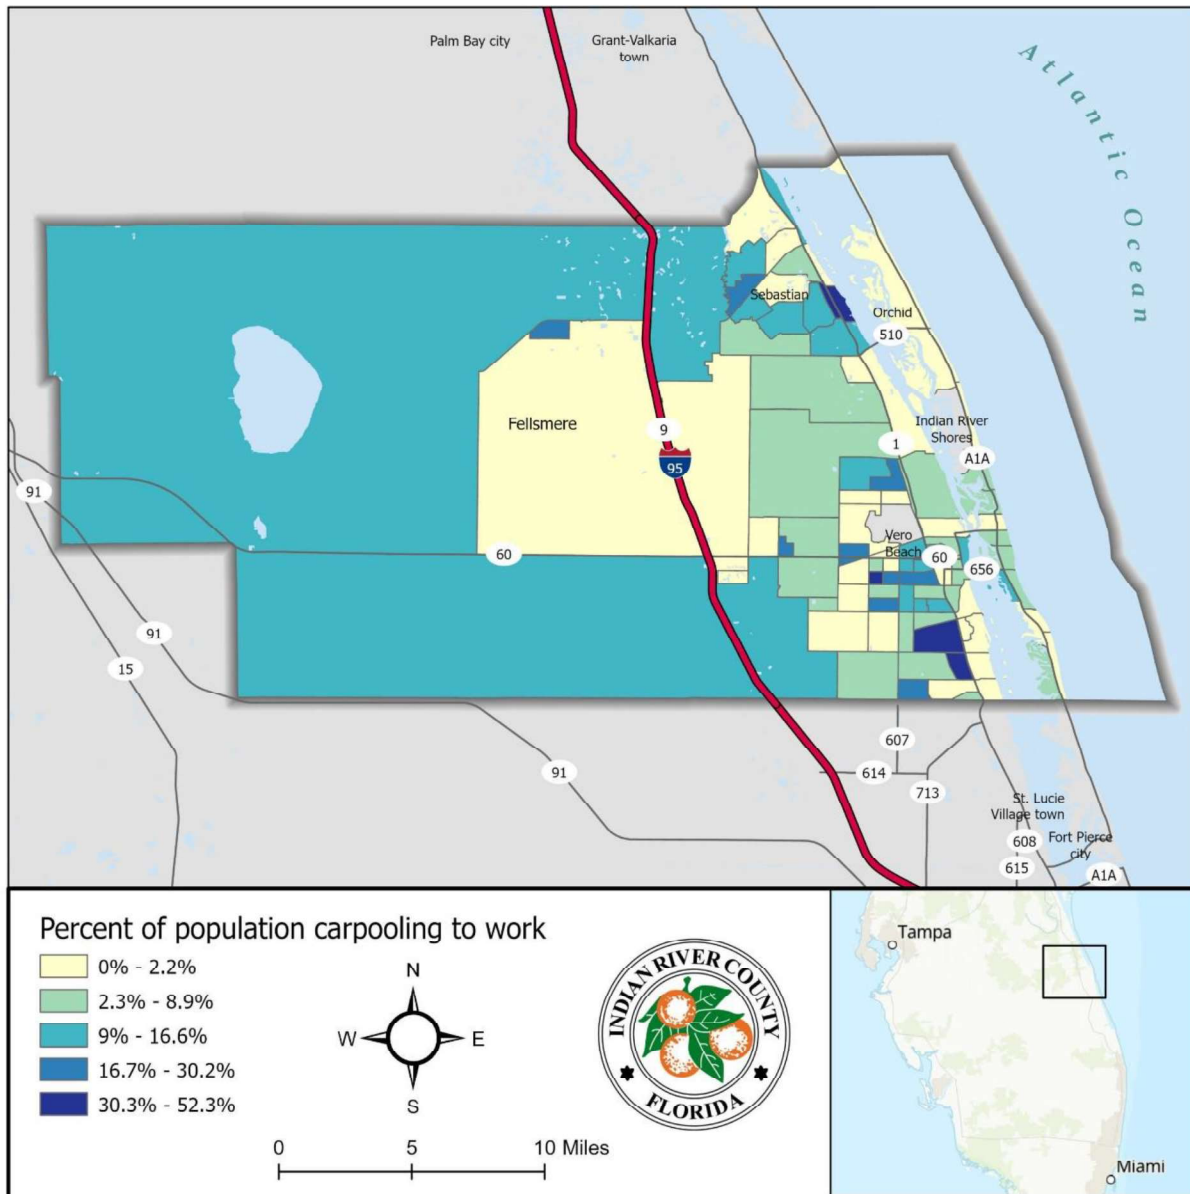 Palm Bay city
Grant-Valkaria
town
Atlantic Ocean
Sebastian
Orchid
510
Fellsmere
9
95
1
Indian River
Shores
A1A
91
60
Vero
Beach
60
656
91
15
91
607
614
713
St. Lucie
Village town
608
Fort Pierce
city
615
A1A
Percent of population carpooling to work
0% - 2.2%
2.3% - 8.9%
9% - 16.6%
16.7% - 30.2%
30.3% - 52.3%
N
W
E
S
0 5 10 Miles
INDIAN RIVER COUNTY
FLORIDA
Tampa
Miami